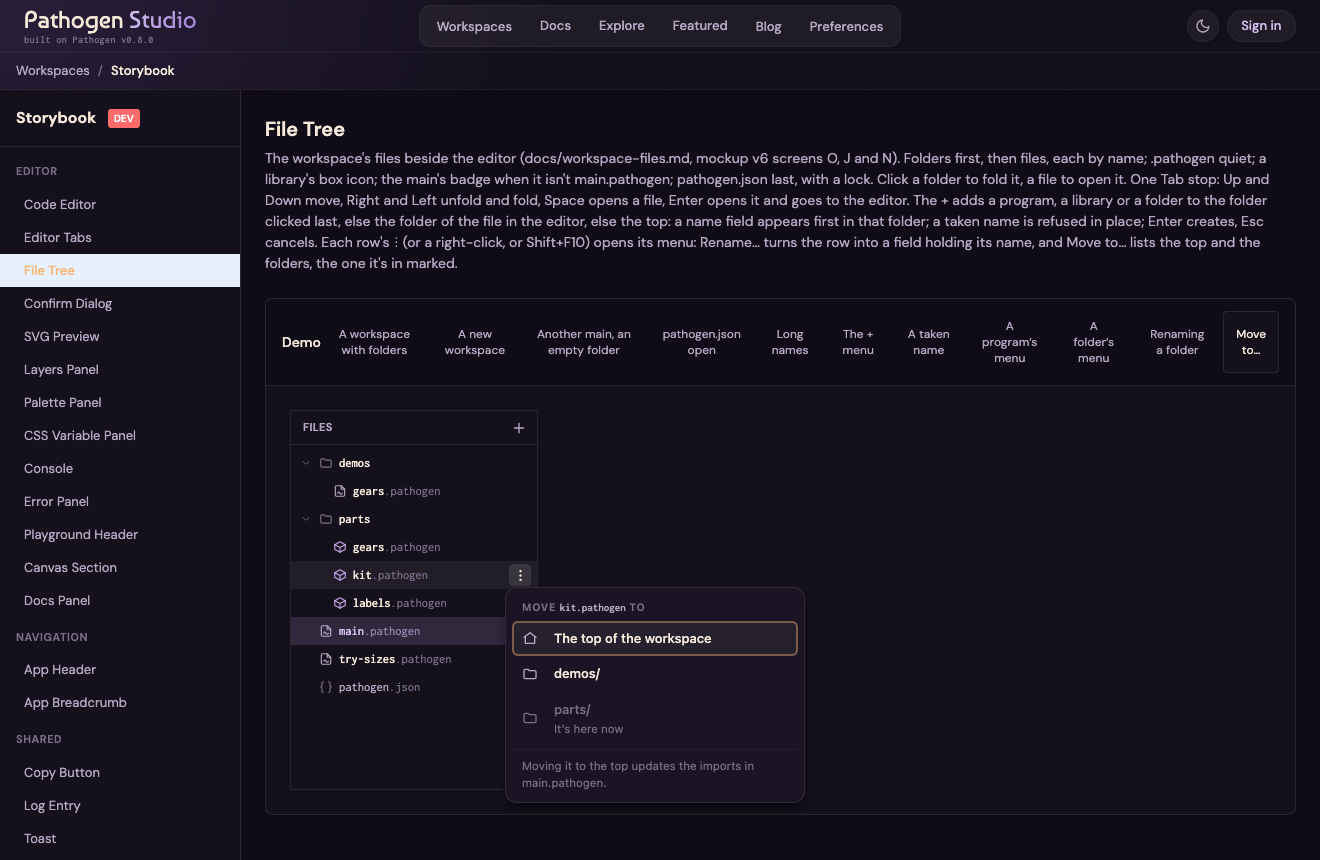 Pathogen Studio
built on Pathogen v0.8.0
Workspaces
Docs
Explore
Featured
Blog
Preferences
Sign in
Workspaces / Storybook
Storybook DEV
EDITOR
Code Editor
Editor Tabs
File Tree
Confirm Dialog
SVG Preview
Layers Panel
Palette Panel
CSS Variable Panel
Console
Error Panel
Playground Header
Canvas Section
Docs Panel
NAVIGATION
App Header
App Breadcrumb
SHARED
Copy Button
Log Entry
Toast
File Tree
The workspace's files beside the editor (docs/workspace-files.md, mockup v6 screens O, J and N). Folders first, then files, each by name; .pathogen quiet; a
library's box icon; the main's badge when it isn't main.pathogen; pathogen.json last, with a lock. Click a folder to fold it, a file to open it. One Tab stop: Up and
Down move, Right and Left unfold and fold, Space opens a file, Enter opens it and goes to the editor. The + adds a program, a library or a folder to the folder
clicked last, else the folder of the file in the editor, else the top: a name field appears first in that folder; a taken name is refused in place; Enter creates, Esc
cancels. Each row's ⋮ (or a right-click, or Shift+F10) opens its menu: Rename… turns the row into a field holding its name, and Move to… lists the top and the
folders, the one it's in marked.
Demo
A workspace
with folders
A new
workspace
Another main, an
empty folder
pathogen.json
open
Long
names
The +
menu
A taken
name
A
program's
menu
A
folder's
menu
Renaming
a folder
Move
to…
FILES
demos
gears.pathogen
parts
gears.pathogen
kit.pathogen
labels.pathogen
main.pathogen
try-sizes.pathogen
{ } pathogen.json
MOVE kit.pathogen TO
The top of the workspace
demos/
parts/
It's here now
Moving it to the top updates the imports in
main.pathogen.